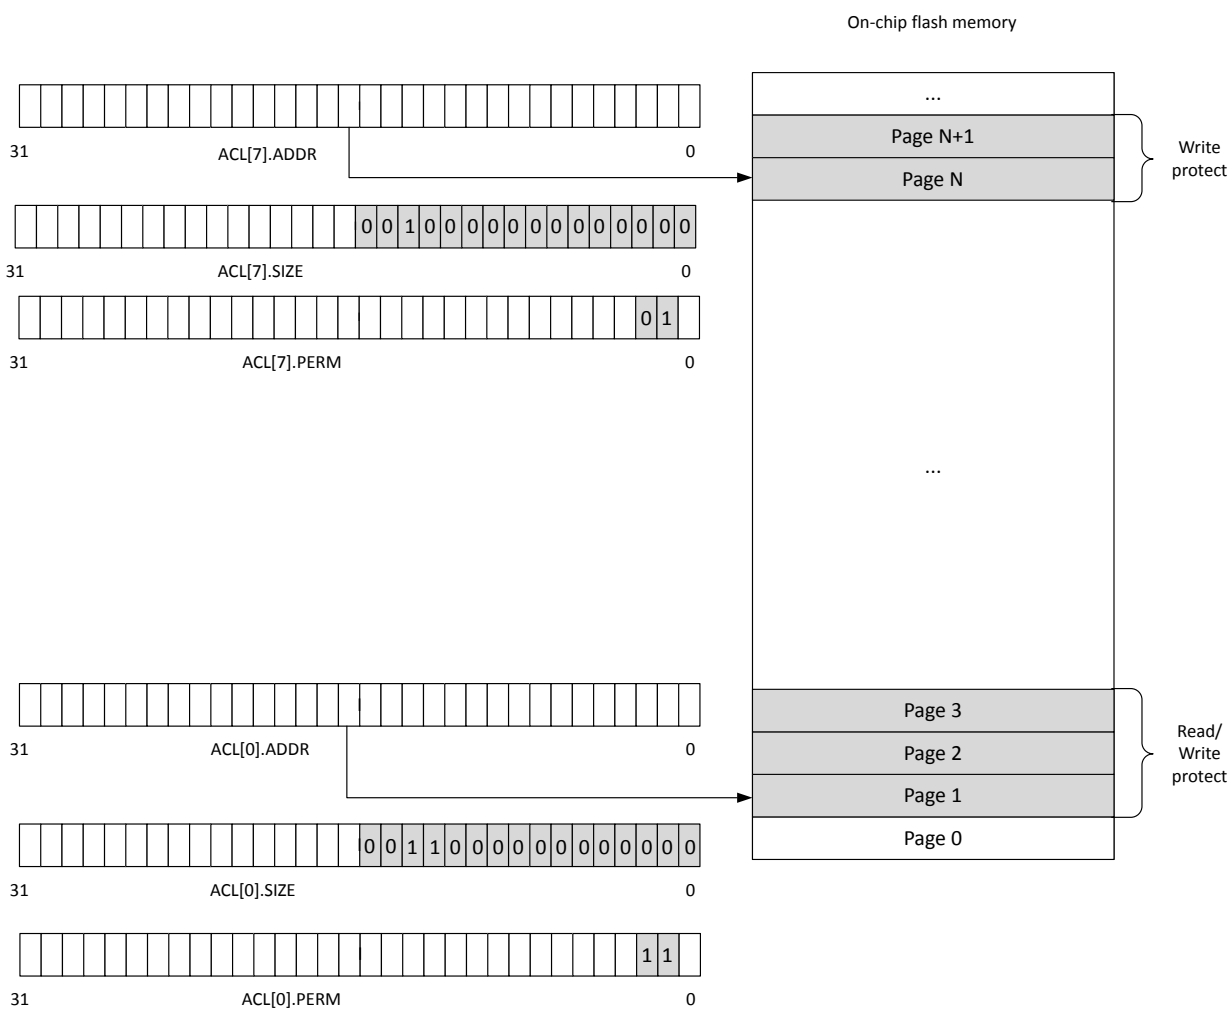 On-chip flash memory
...
Page N+1
Page N
Write
protect
31 ACL[7].ADDR 0
0 0 1 0 0 0 0 0 0 0 0 0 0 0 0 0
31 ACL[7].SIZE 0
0 1
31 ACL[7].PERM 0
...
Page 3
Page 2
Page 1
Page 0
Read/
Write
protect
31 ACL[0].ADDR 0
0 0 1 1 0 0 0 0 0 0 0 0 0 0 0 0
31 ACL[0].SIZE 0
1 1
31 ACL[0].PERM 0